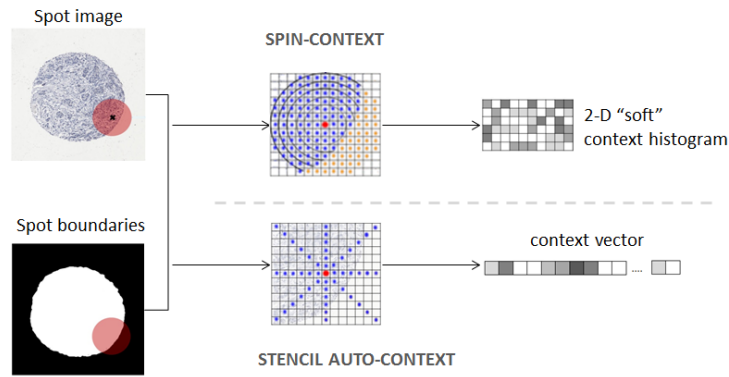 Spot image
SPIN-CONTEXT
2-D “soft”
context histogram
Spot boundaries
context vector
....
STENCIL AUTO-CONTEXT